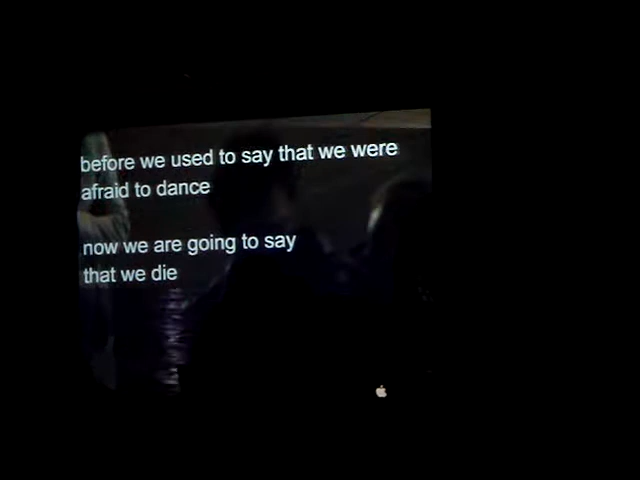 before we used to say that we were
afraid to dance
now we are going to say
that we die